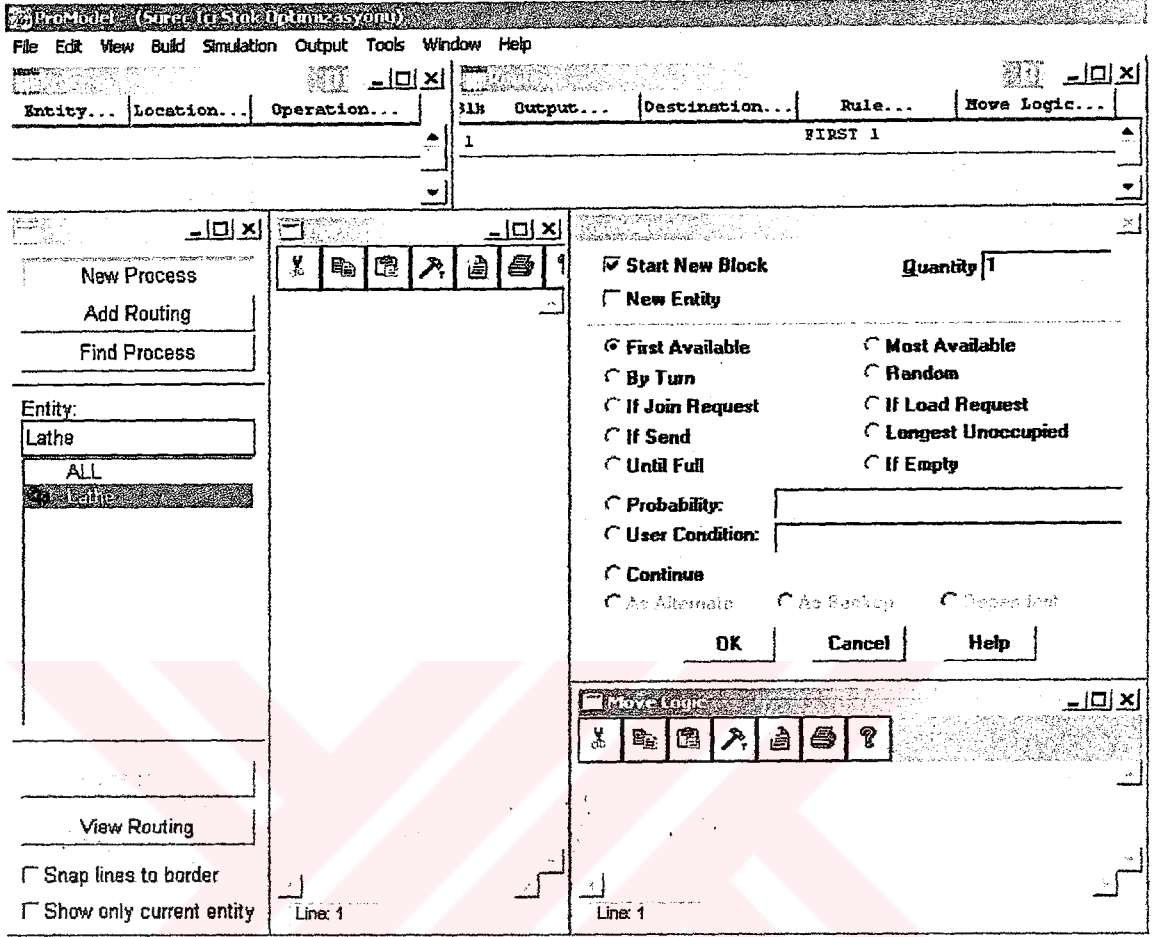 ProModel - (Surec Ici Stok Optimizasyonu)
File Edit View Build Simulation Output Tools Window Help
Entity... Location... Operation...
Blk Output... Destination... Rule... Move Logic...
1 FIRST 1
New Process
Add Routing
Find Process
Entity:
Lathe
ALL
Lathe
View Routing
Snap lines to border
Show only current entity
Line: 1
Start New Block Quantity 1
New Entity
First Available Most Available
By Turn Random
If Join Request If Load Request
If Send Longest Unoccupied
Until Full If Empty
Probability:
User Condition:
Continue
As Alternate As Backup Dependent
OK Cancel Help
Move Logic
Line: 1